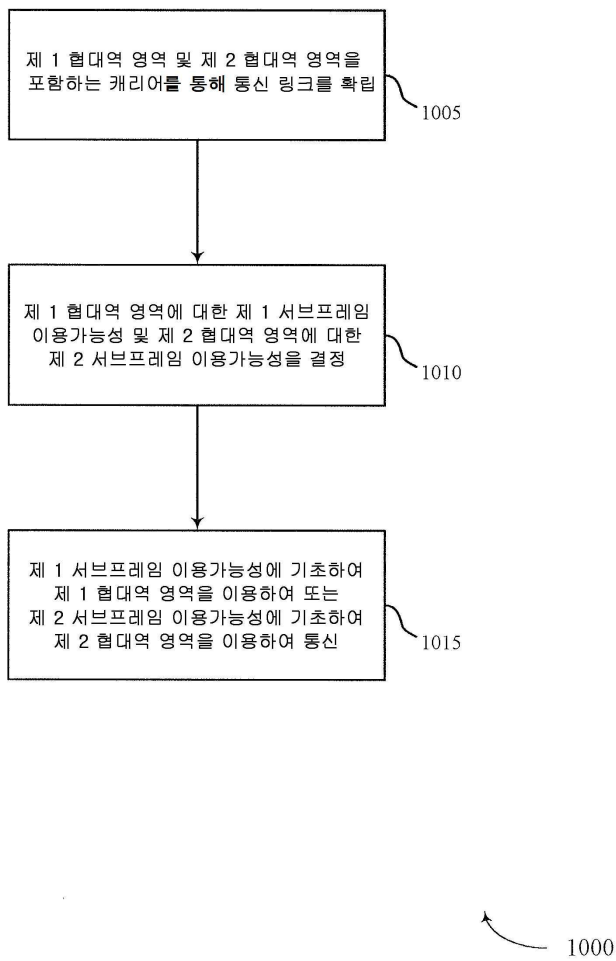 제 1 협대역 영역 및 제 2 협대역 영역을
포함하는 캐리어를 통해 통신 링크를 확립
1005
제 1 협대역 영역에 대한 제 1 서브프레임
이용가능성 및 제 2 협대역 영역에 대한
제 2 서브프레임 이용가능성을 결정
1010
제 1 서브프레임 이용가능성에 기초하여
제 1 협대역 영역을 이용하여 또는
제 2 서브프레임 이용가능성에 기초하여
제 2 협대역 영역을 이용하여 통신
1015
1000